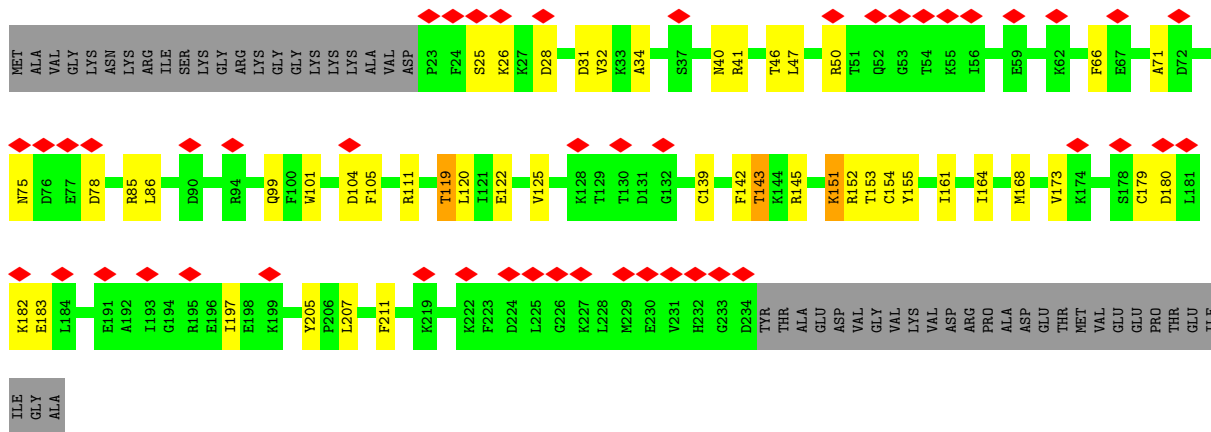 MET ALA VAL GLY LYS ASN LYS ARG ILE SER LYS GLY ARG LYS GLY GLY LYS LYS LYS ALA VAL ASP P23 F24 S25 K26 K27 D28 D31 V32 K33 A34 S37 N40 R41 T46 L47 R50 T51 Q52 G53 T54 K55 I56 E59 K62 F66 E67 A71 D72
N75 D76 E77 D78 R85 L86 D90 R94 Q99 F100 W101 D104 F105 R111 T119 L120 I121 E122 V125 K128 T129 T130 D131 G132 C139 F142 T143 K144 R145 K151 R152 T153 C154 Y155 I161 I164 M168 V173 K174 S178 C179 D180 L181
K182 E183 L184 E191 A192 I193 G194 R195 E196 I197 E198 K199 Y205 P206 L207 F211 K219 K222 F223 D224 L225 G226 K227 L228 M229 E230 V231 H232 G233 D234 TYR THR ALA GLU ASP VAL GLY VAL LYS VAL ASP ARG PRO ALA ASP GLU THR MET VAL GLU GLU PRO THR GLU ILE
ILE GLY ALA